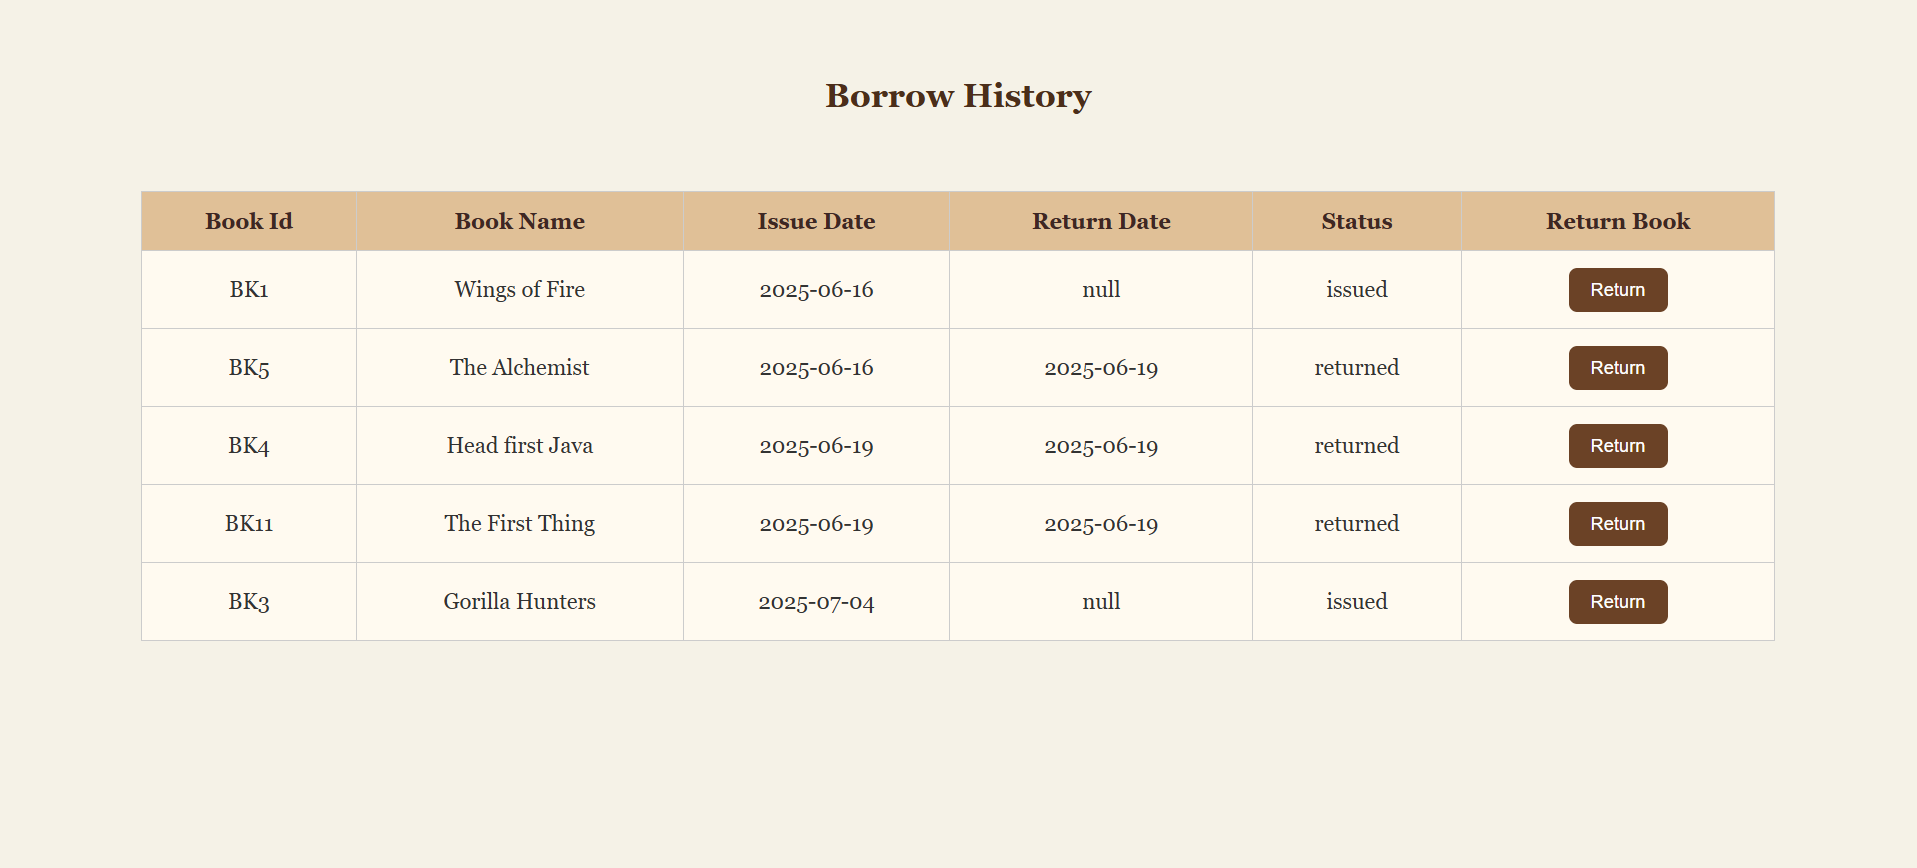 Borrow History
Book Id Book Name Issue Date Return Date Status Return Book
BK1 Wings of Fire 2025-06-16 null issued Return
BK5 The Alchemist 2025-06-16 2025-06-19 returned Return
BK4 Head first Java 2025-06-19 2025-06-19 returned Return
BK11 The First Thing 2025-06-19 2025-06-19 returned Return
BK3 Gorilla Hunters 2025-07-04 null issued Return